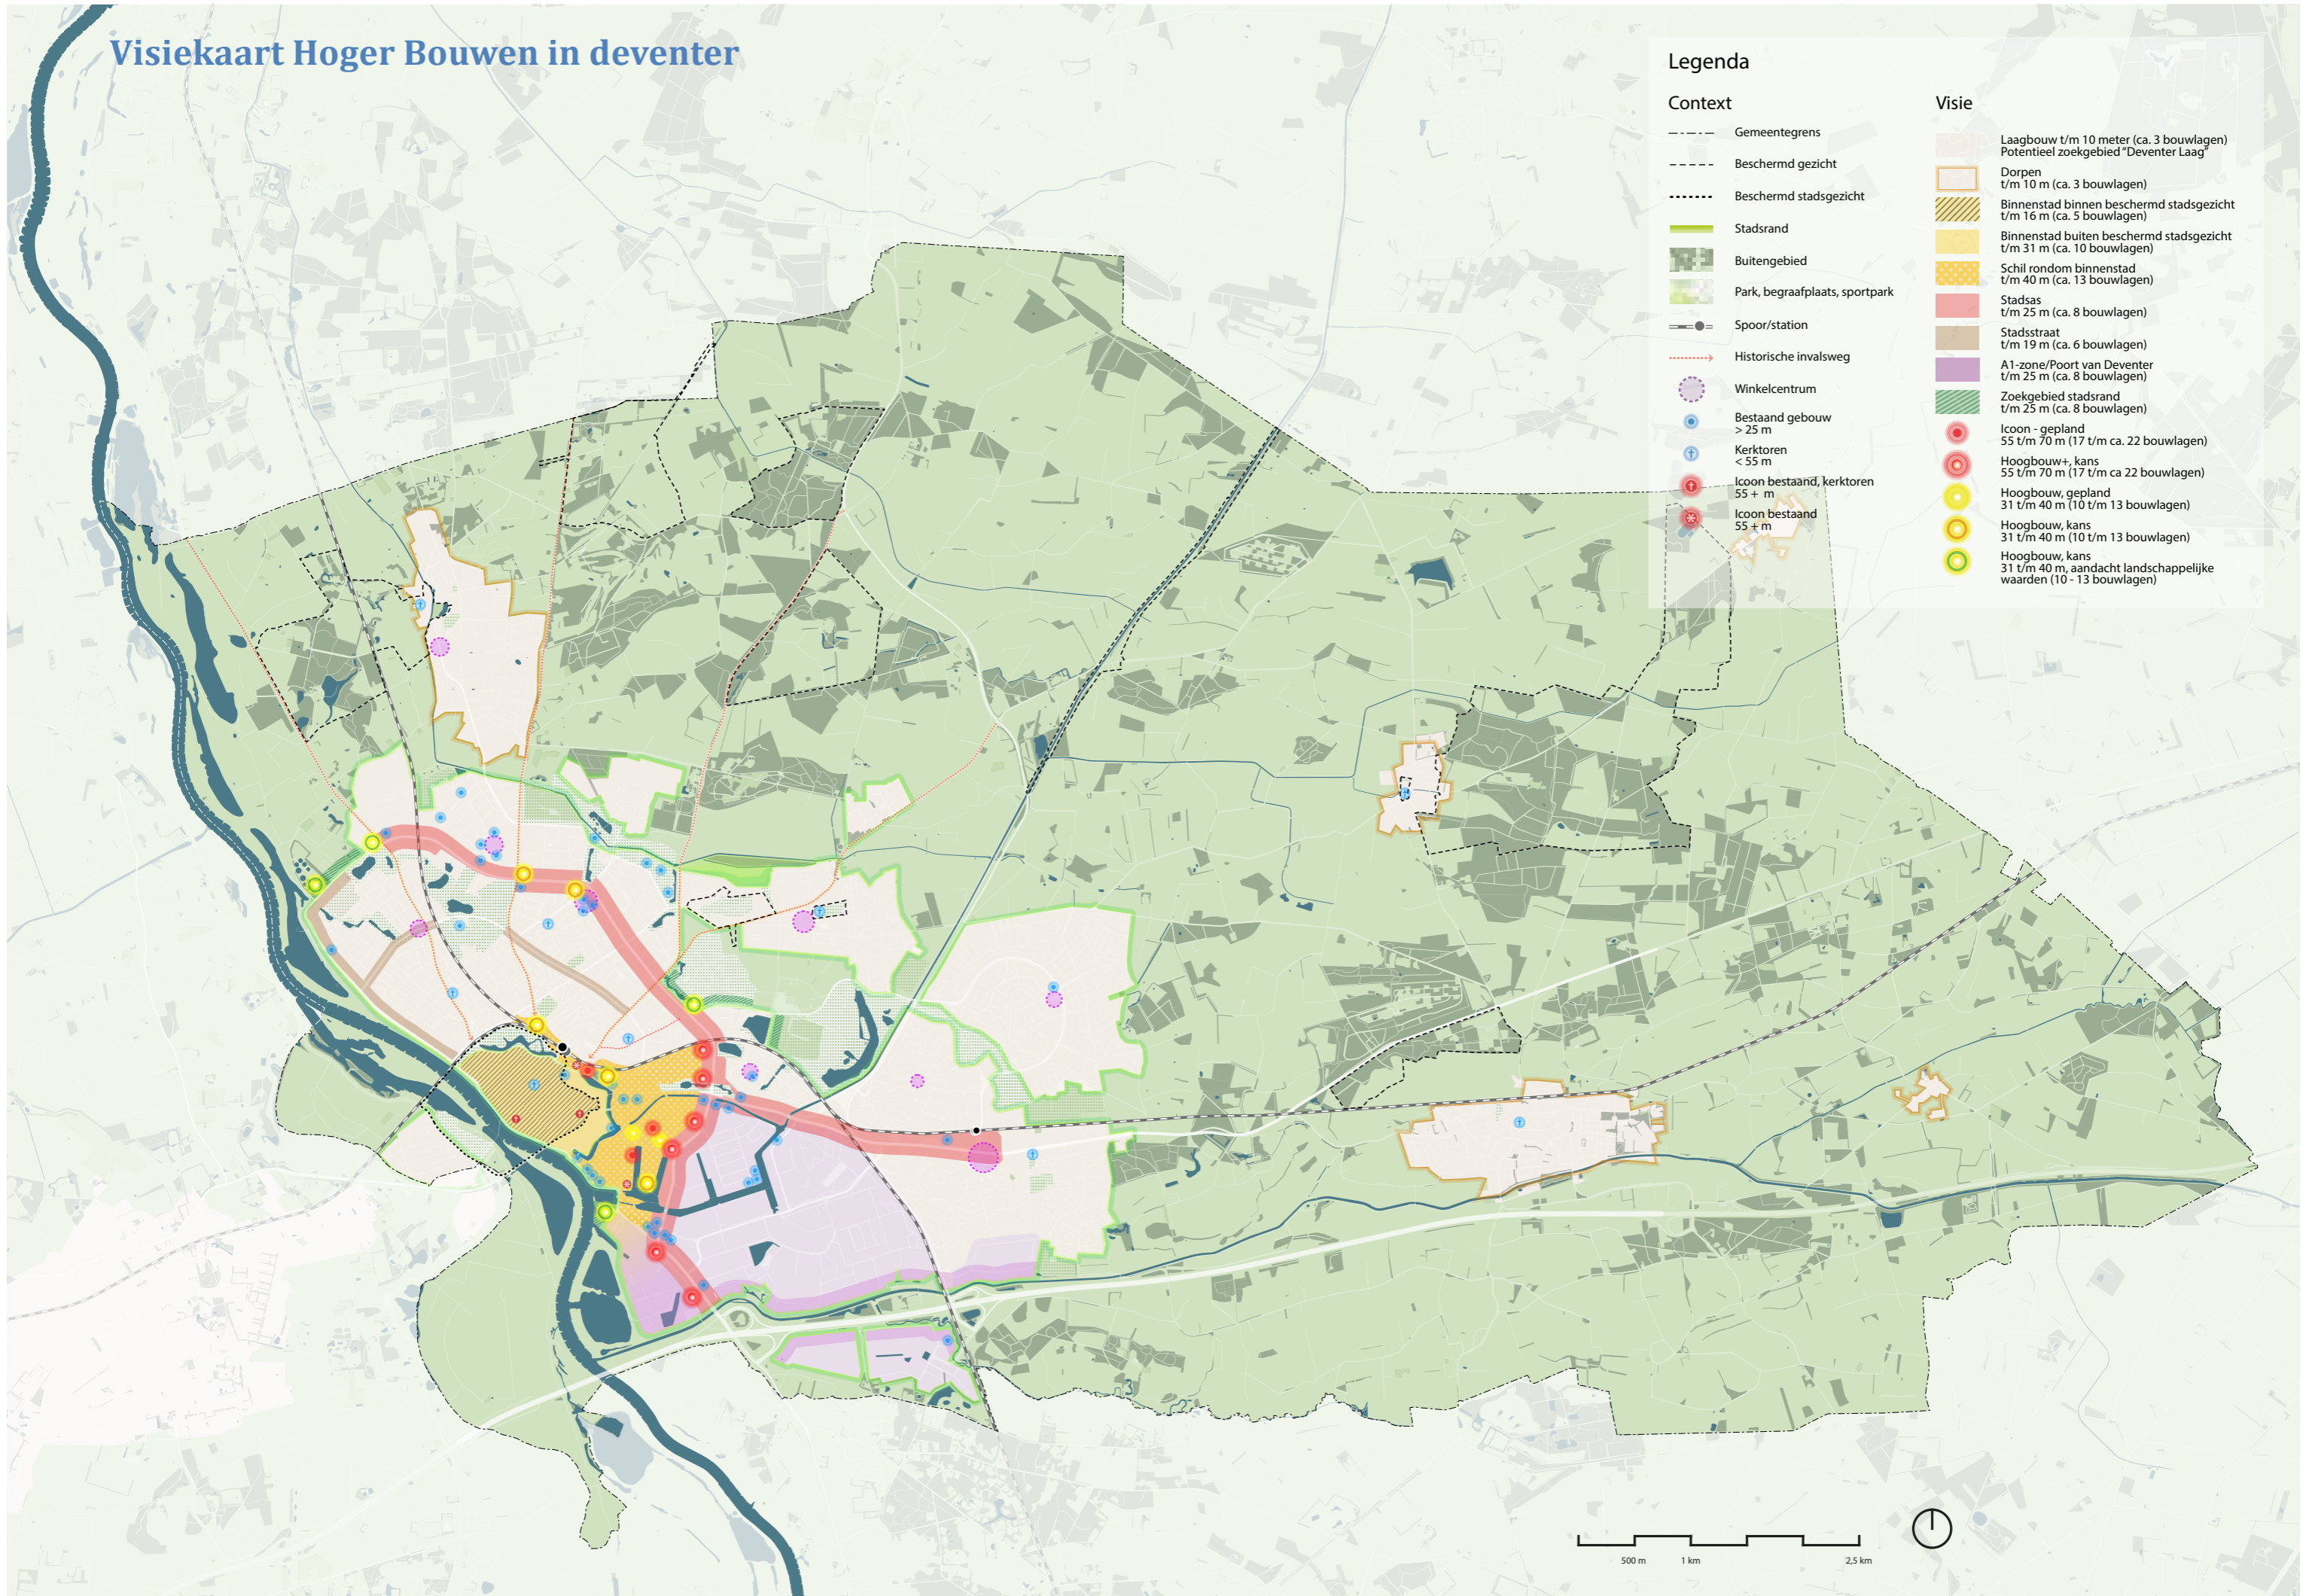 Visiekaart Hoger Bouwen in deventer
Legenda
Context
Gemeentegrens
Beschermd gezicht
Beschermd stadsgezicht
Stadsrand
Buitengebied
Park, begraafplaats, sportpark
Spoor/station
Historische invalsweg
Winkelcentrum
Bestaand gebouw
> 25 m
Kerktoren
< 55 m
Icoon bestaand, kerktoren
55 + m
Icoon bestaand
55 + m
Visie
Laagbouw t/m 10 meter (ca. 3 bouwlagen)
Potentieel zoekgebied "Deventer Laag"
Dorpen
t/m 10 m (ca. 3 bouwlagen)
Binnenstad binnen beschermd stadsgezicht
t/m 16 m (ca. 5 bouwlagen)
Binnenstad buiten beschermd stadsgezicht
t/m 31 m (ca. 10 bouwlagen)
Schil rondom binnenstad
t/m 40 m (ca. 13 bouwlagen)
Stadsas
t/m 25 m (ca. 8 bouwlagen)
Stadsstraat
t/m 19 m (ca. 6 bouwlagen)
A1-zone/Poort van Deventer
t/m 25 m (ca. 8 bouwlagen)
Zoekgebied stadsrand
t/m 25 m (ca. 8 bouwlagen)
Icoon - gepland
55 t/m 70 m (17 t/m ca. 22 bouwlagen)
Hoogbouw+, kans
55 t/m 70 m (17 t/m ca 22 bouwlagen)
Hoogbouw, gepland
31 t/m 40 m (10 t/m 13 bouwlagen)
Hoogbouw, kans
31 t/m 40 m (10 t/m 13 bouwlagen)
Hoogbouw, kans
31 t/m 40 m, aandacht landschappelijke
waarden (10 - 13 bouwlagen)
500 m
1 km
2,5 km